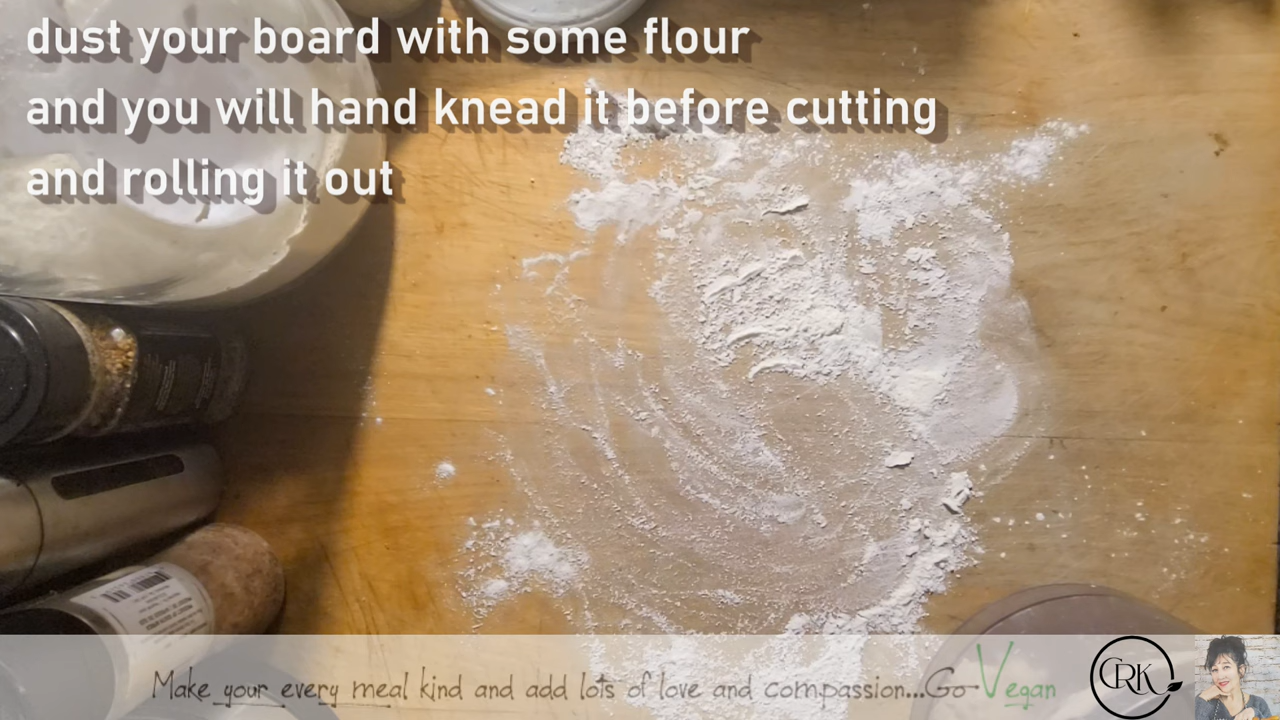 dust your board with some flour
and you will hand knead it before cutting
and rolling it out
Make your every meal kind and add lots of love and compassion...Go Vegan
CRK